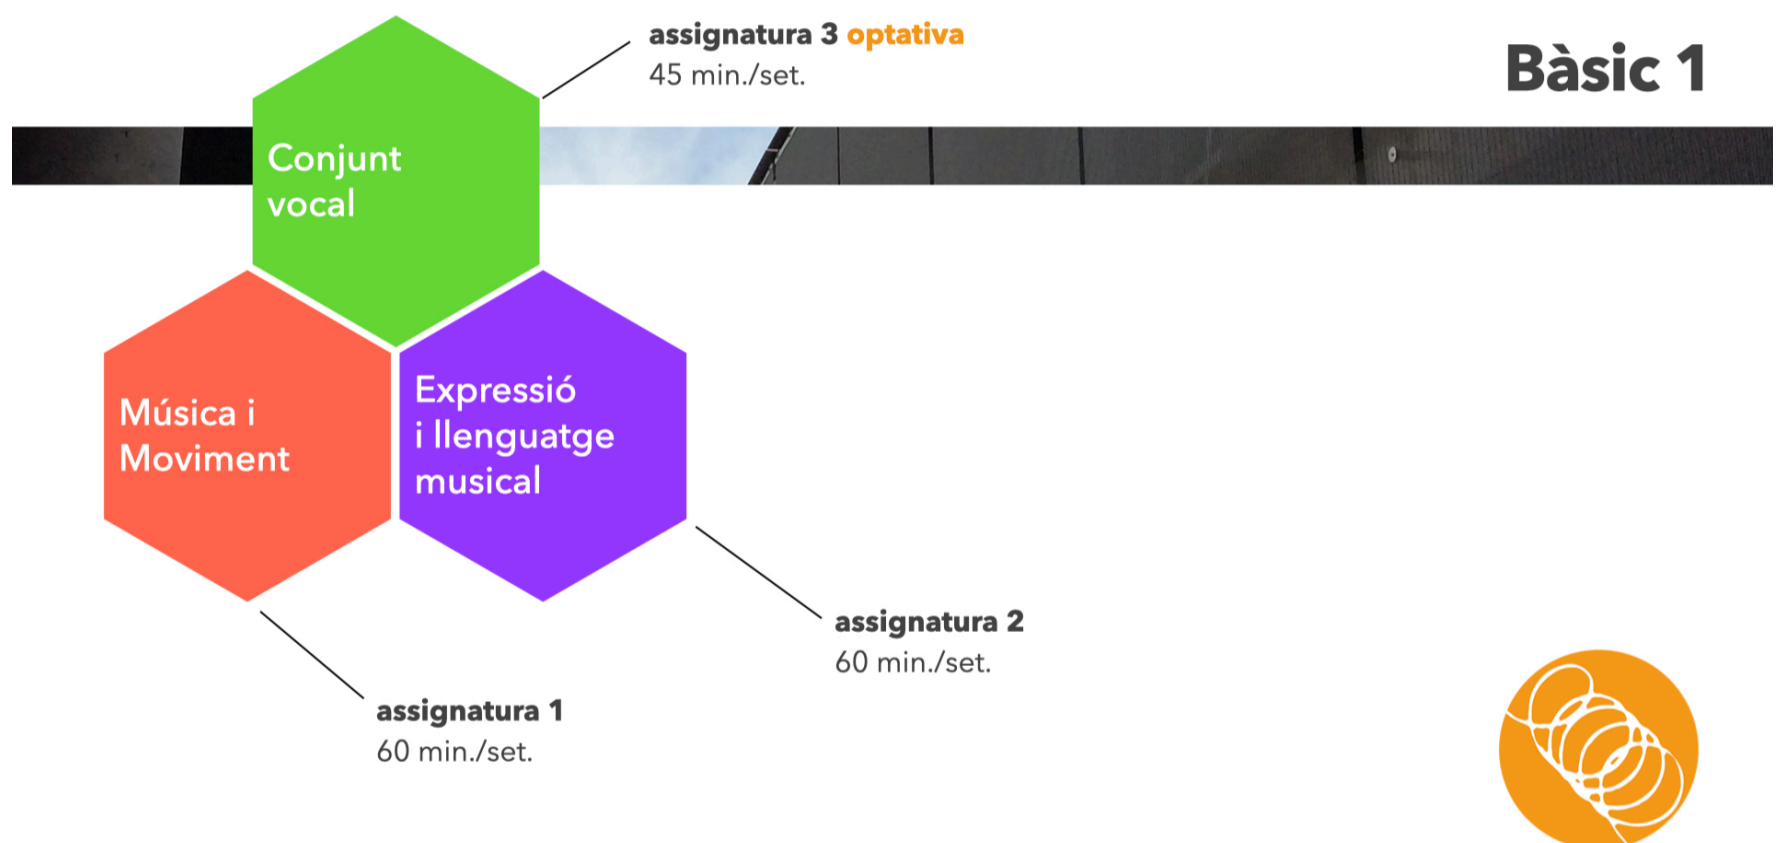 assignatura 3 optativa
45 min./set.
Bàsic 1
Conjunt
vocal
Música i
Moviment
Expressió
i llenguatge
musical
assignatura 2
60 min./set.
assignatura 1
60 min./set.